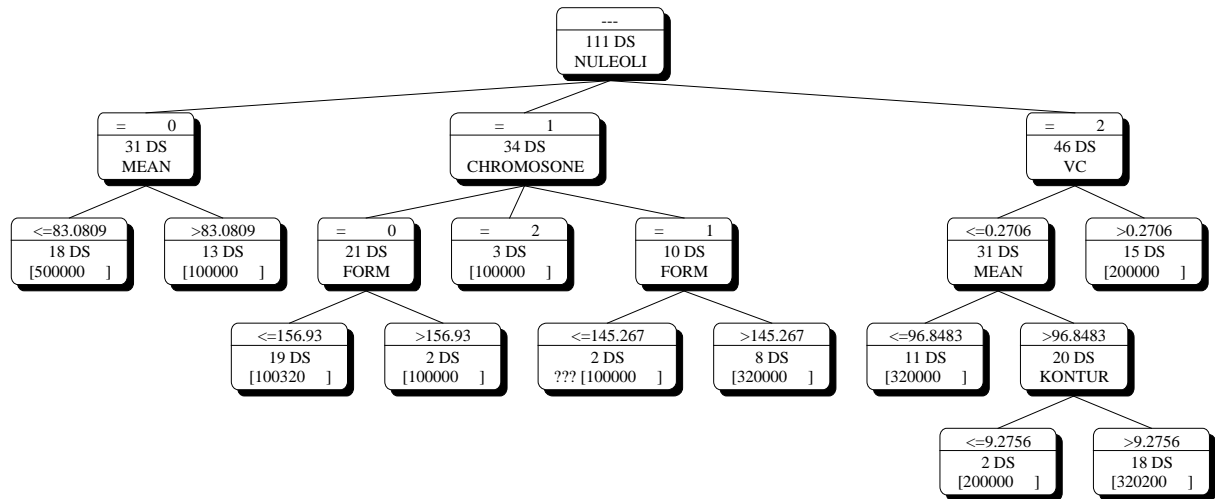 ---
111 DS
NULEOLI
= 0
31 DS
MEAN
= 1
34 DS
CHROMOSONE
= 2
46 DS
VC
<=83.0809
18 DS
[500000 ]
>83.0809
13 DS
[100000 ]
= 0
21 DS
FORM
= 2
3 DS
[100000 ]
= 1
10 DS
FORM
<=0.2706
31 DS
MEAN
>0.2706
15 DS
[200000 ]
<=156.93
19 DS
[100320 ]
>156.93
2 DS
[100000 ]
<=145.267
2 DS
??? [100000 ]
>145.267
8 DS
[320000 ]
<=96.8483
11 DS
[320000 ]
>96.8483
20 DS
KONTUR
<=9.2756
2 DS
[200000 ]
>9.2756
18 DS
[320200 ]